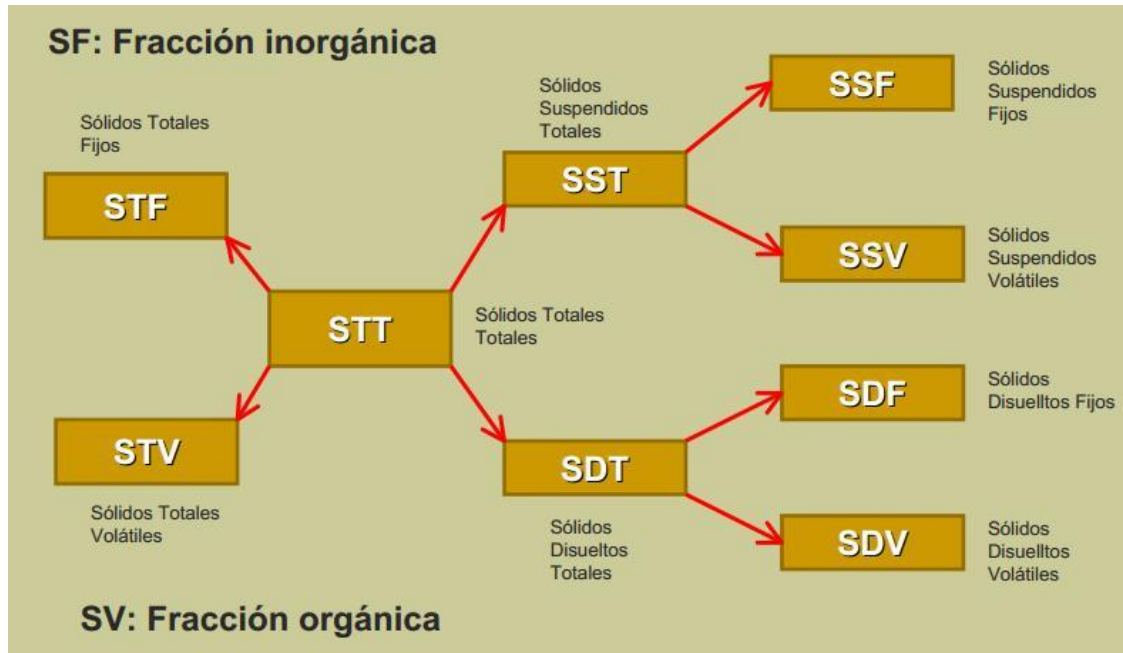 SF: Fracción inorgánica
Sólidos Totales
Fijos
STF
STT
Sólidos Totales
Totales
STV
Sólidos Totales
Volátiles
Sólidos
Suspendidos
Totales
SST
SSF
Sólidos
Suspendidos
Fijos
SSV
Sólidos
Suspendidos
Volátiles
SDT
Sólidos
Disueltos
Totales
SDF
Sólidos
Disuelltos Fijos
SDV
Sólidos
Disuelltos
Volátiles
SV: Fracción orgánica